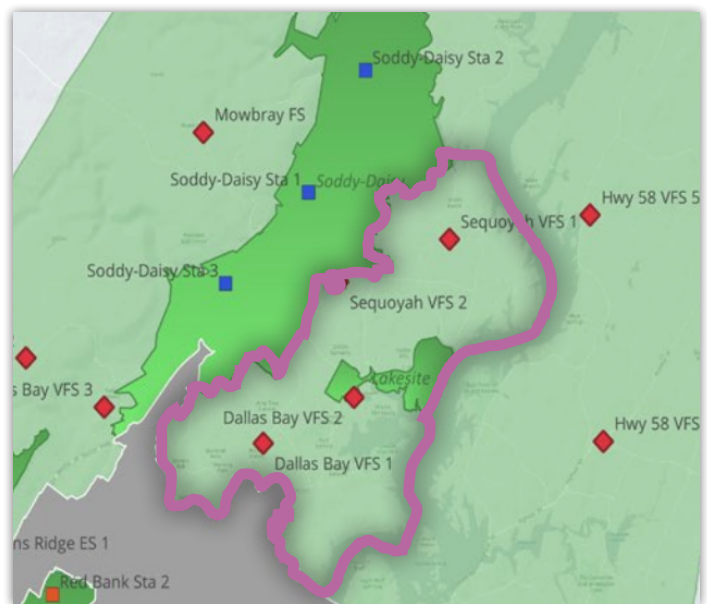 Soddy-Daisy Sta 2
Mowbray FS
Soddy-Daisy Sta 1
Soddy-Daisy
Hwy 58 VFS 5
Sequoyah VFS 1
Soddy-Daisy Sta 3
Sequoyah VFS 2
s Bay VFS 3
Lakesite
Dallas Bay VFS 2
Hwy 58 VFS
Dallas Bay VFS 1
ns Ridge ES 1
Red Bank Sta 2